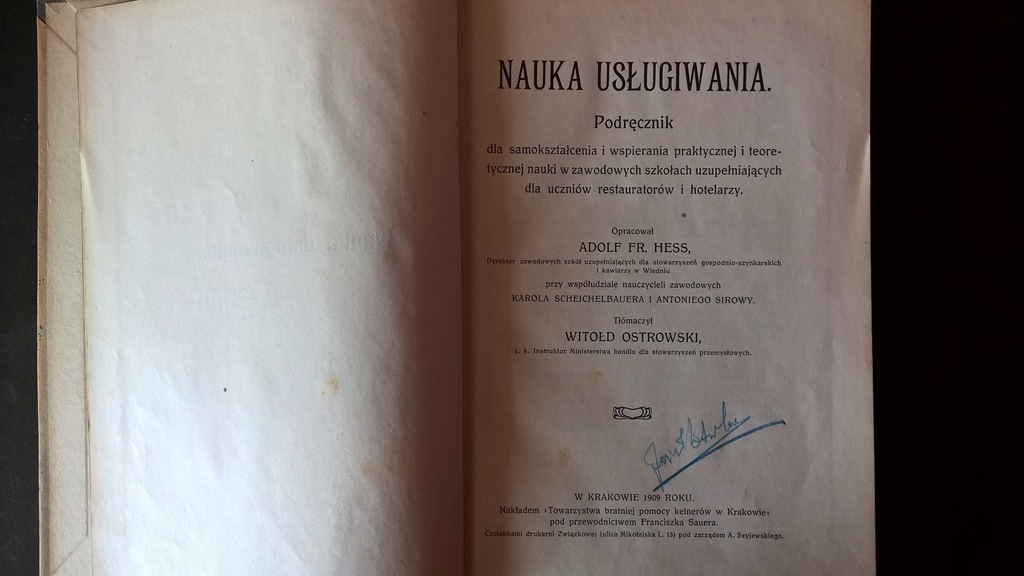 NAUKA USŁUGIWANIA.
Podręcznik
dla samokształcenia i wspierania praktycznej i teore-
tycznej nauki w zawodowych szkołach uzupełniających
dla uczniów restauratorów i hotelarzy.
Opracował
ADOLF FR. HESS,
Dyrektor zawodowych szkół uzupełniających dla stowarzyszeń gospodnio-szynkarskich
i kawiarzy w Wiedniu
przy współudziale nauczycieli zawodowych
KAROLA SCHEICHELBAUERA I ANTONIEGO SIROWY.
Tłómaczył
WITOŁD OSTROWSKI,
c. k. Instruktor Ministerstwa handlu dla stowarzyszeń przemysłowych.
W KRAKOWIE 1909 ROKU.
Nakładem ›Towarzystwa bratniej pomocy kelnerów w Krakowie‹
pod przewodnictwem Franciszka Sauera.
Czcionkami drukarni Związkowej (ulica Mikołajska L. 13) pod zarządem A. Szyjewskiego.